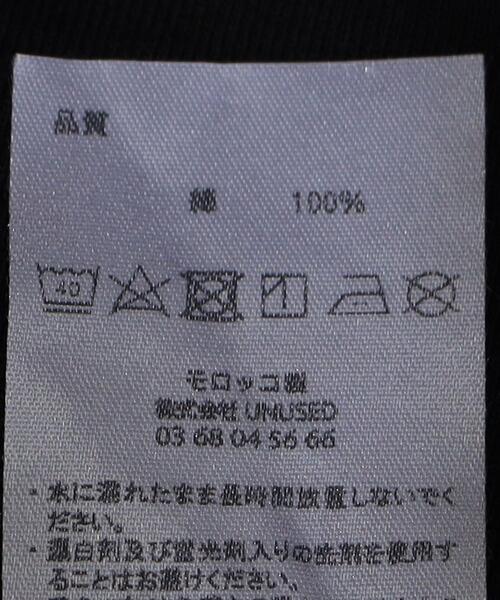 品質
綿 100%
40
モロッコ製
株式会社 UNUSED
03 68 04 56 66
・水に濡れたまま長時間放置しないでく
ださい。
・漂白剤及び蛍光剤入りの洗剤を使用す
ることはお避けください。